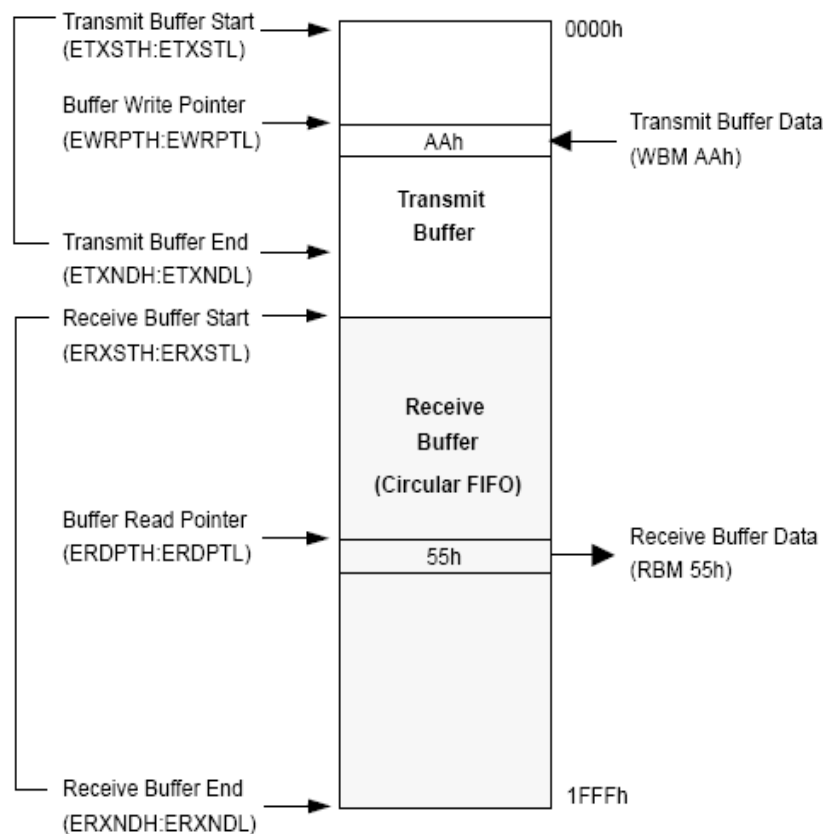 Transmit Buffer Start
(ETXSTH:ETXSTL)
0000h
Buffer Write Pointer
(EWRPTH:EWRPTL)
AAh
Transmit Buffer Data
(WBM AAh)
Transmit
Buffer
Transmit Buffer End
(ETXNDH:ETXNDL)
Receive Buffer Start
(ERXSTH:ERXSTL)
Receive
Buffer
(Circular FIFO)
Buffer Read Pointer
(ERDPTH:ERDPTL)
55h
Receive Buffer Data
(RBM 55h)
Receive Buffer End
(ERXNDH:ERXNDL)
1FFFh